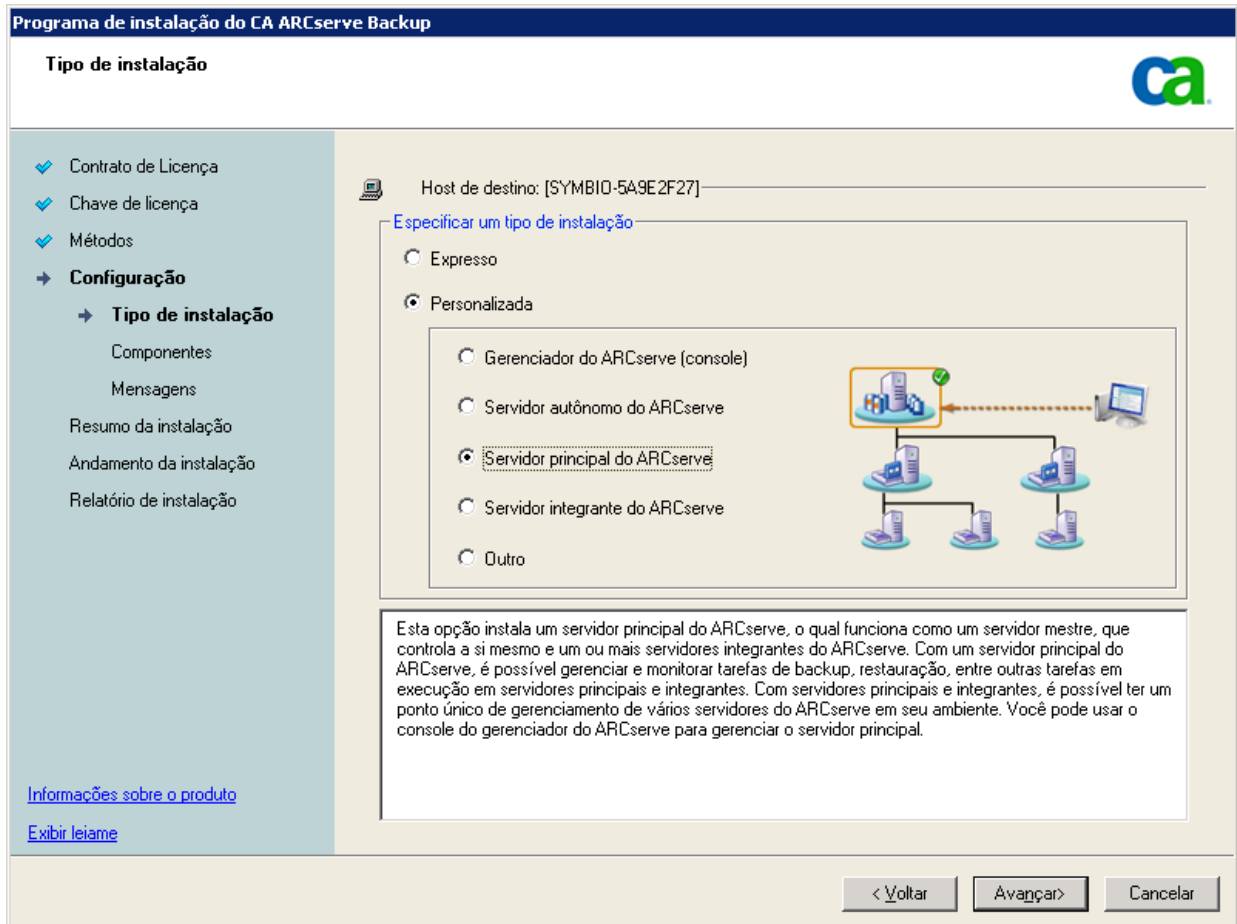 Programa de instalação do CA ARCserve Backup
Tipo de instalação
ca
Contrato de Licença
Chave de licença
Métodos
Configuração
Tipo de instalação
Componentes
Mensagens
Resumo da instalação
Andamento da instalação
Relatório de instalação
Informações sobre o produto
Exibir leiame
Host de destino: [SYMBIO-5A9E2F27]
Especificar um tipo de instalação
Expresso
Personalizada
Gerenciador do ARCserve (console)
Servidor autônomo do ARCserve
Servidor principal do ARCserve
Servidor integrante do ARCserve
Outro
Esta opção instala um servidor principal do ARCserve, o qual funciona como um servidor mestre, que
controla a si mesmo e um ou mais servidores integrantes do ARCserve. Com um servidor principal do
ARCserve, é possível gerenciar e monitorar tarefas de backup, restauração, entre outras tarefas em
execução em servidores principais e integrantes. Com servidores principais e integrantes, é possível ter um
ponto único de gerenciamento de vários servidores do ARCserve em seu ambiente. Você pode usar o
console do gerenciador do ARCserve para gerenciar o servidor principal.
< Voltar
Avançar>
Cancelar